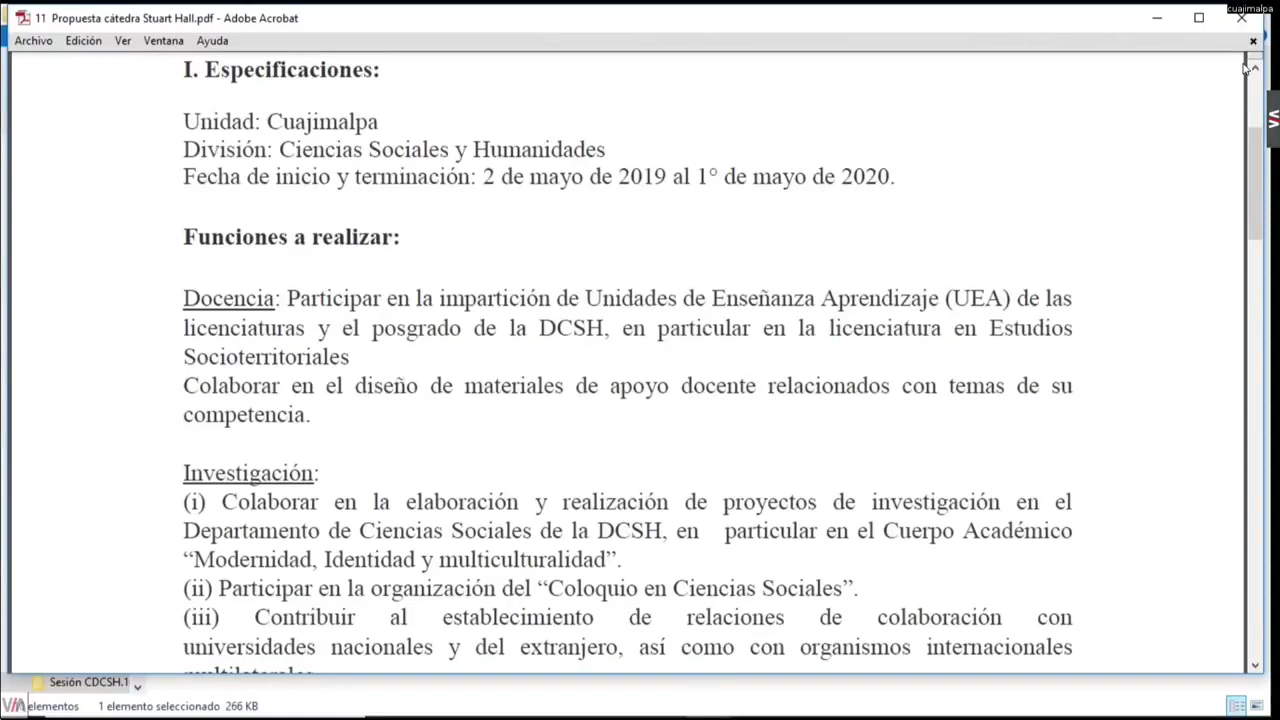 cuajimalpa
11 Propuesta cátedra Stuart Hall.pdf - Adobe Acrobat
Archivo Edición Ver Ventana Ayuda
I. Especificaciones:
Unidad: Cuajimalpa
División: Ciencias Sociales y Humanidades
Fecha de inicio y terminación: 2 de mayo de 2019 al 1° de mayo de 2020.
Funciones a realizar:
Docencia: Participar en la impartición de Unidades de Enseñanza Aprendizaje (UEA) de las
licenciaturas y el posgrado de la DCSH, en particular en la licenciatura en Estudios
Socioterritoriales
Colaborar en el diseño de materiales de apoyo docente relacionados con temas de su
competencia.
Investigación:
(i) Colaborar en la elaboración y realización de proyectos de investigación en el
Departamento de Ciencias Sociales de la DCSH, en particular en el Cuerpo Académico
“Modernidad, Identidad y multiculturalidad”.
(ii) Participar en la organización del “Coloquio en Ciencias Sociales”.
(iii) Contribuir al establecimiento de relaciones de colaboración con
universidades nacionales y del extranjero, así como con organismos internacionales
Sesión CDCSH.1
elementos 1 elemento seleccionado 266 KB